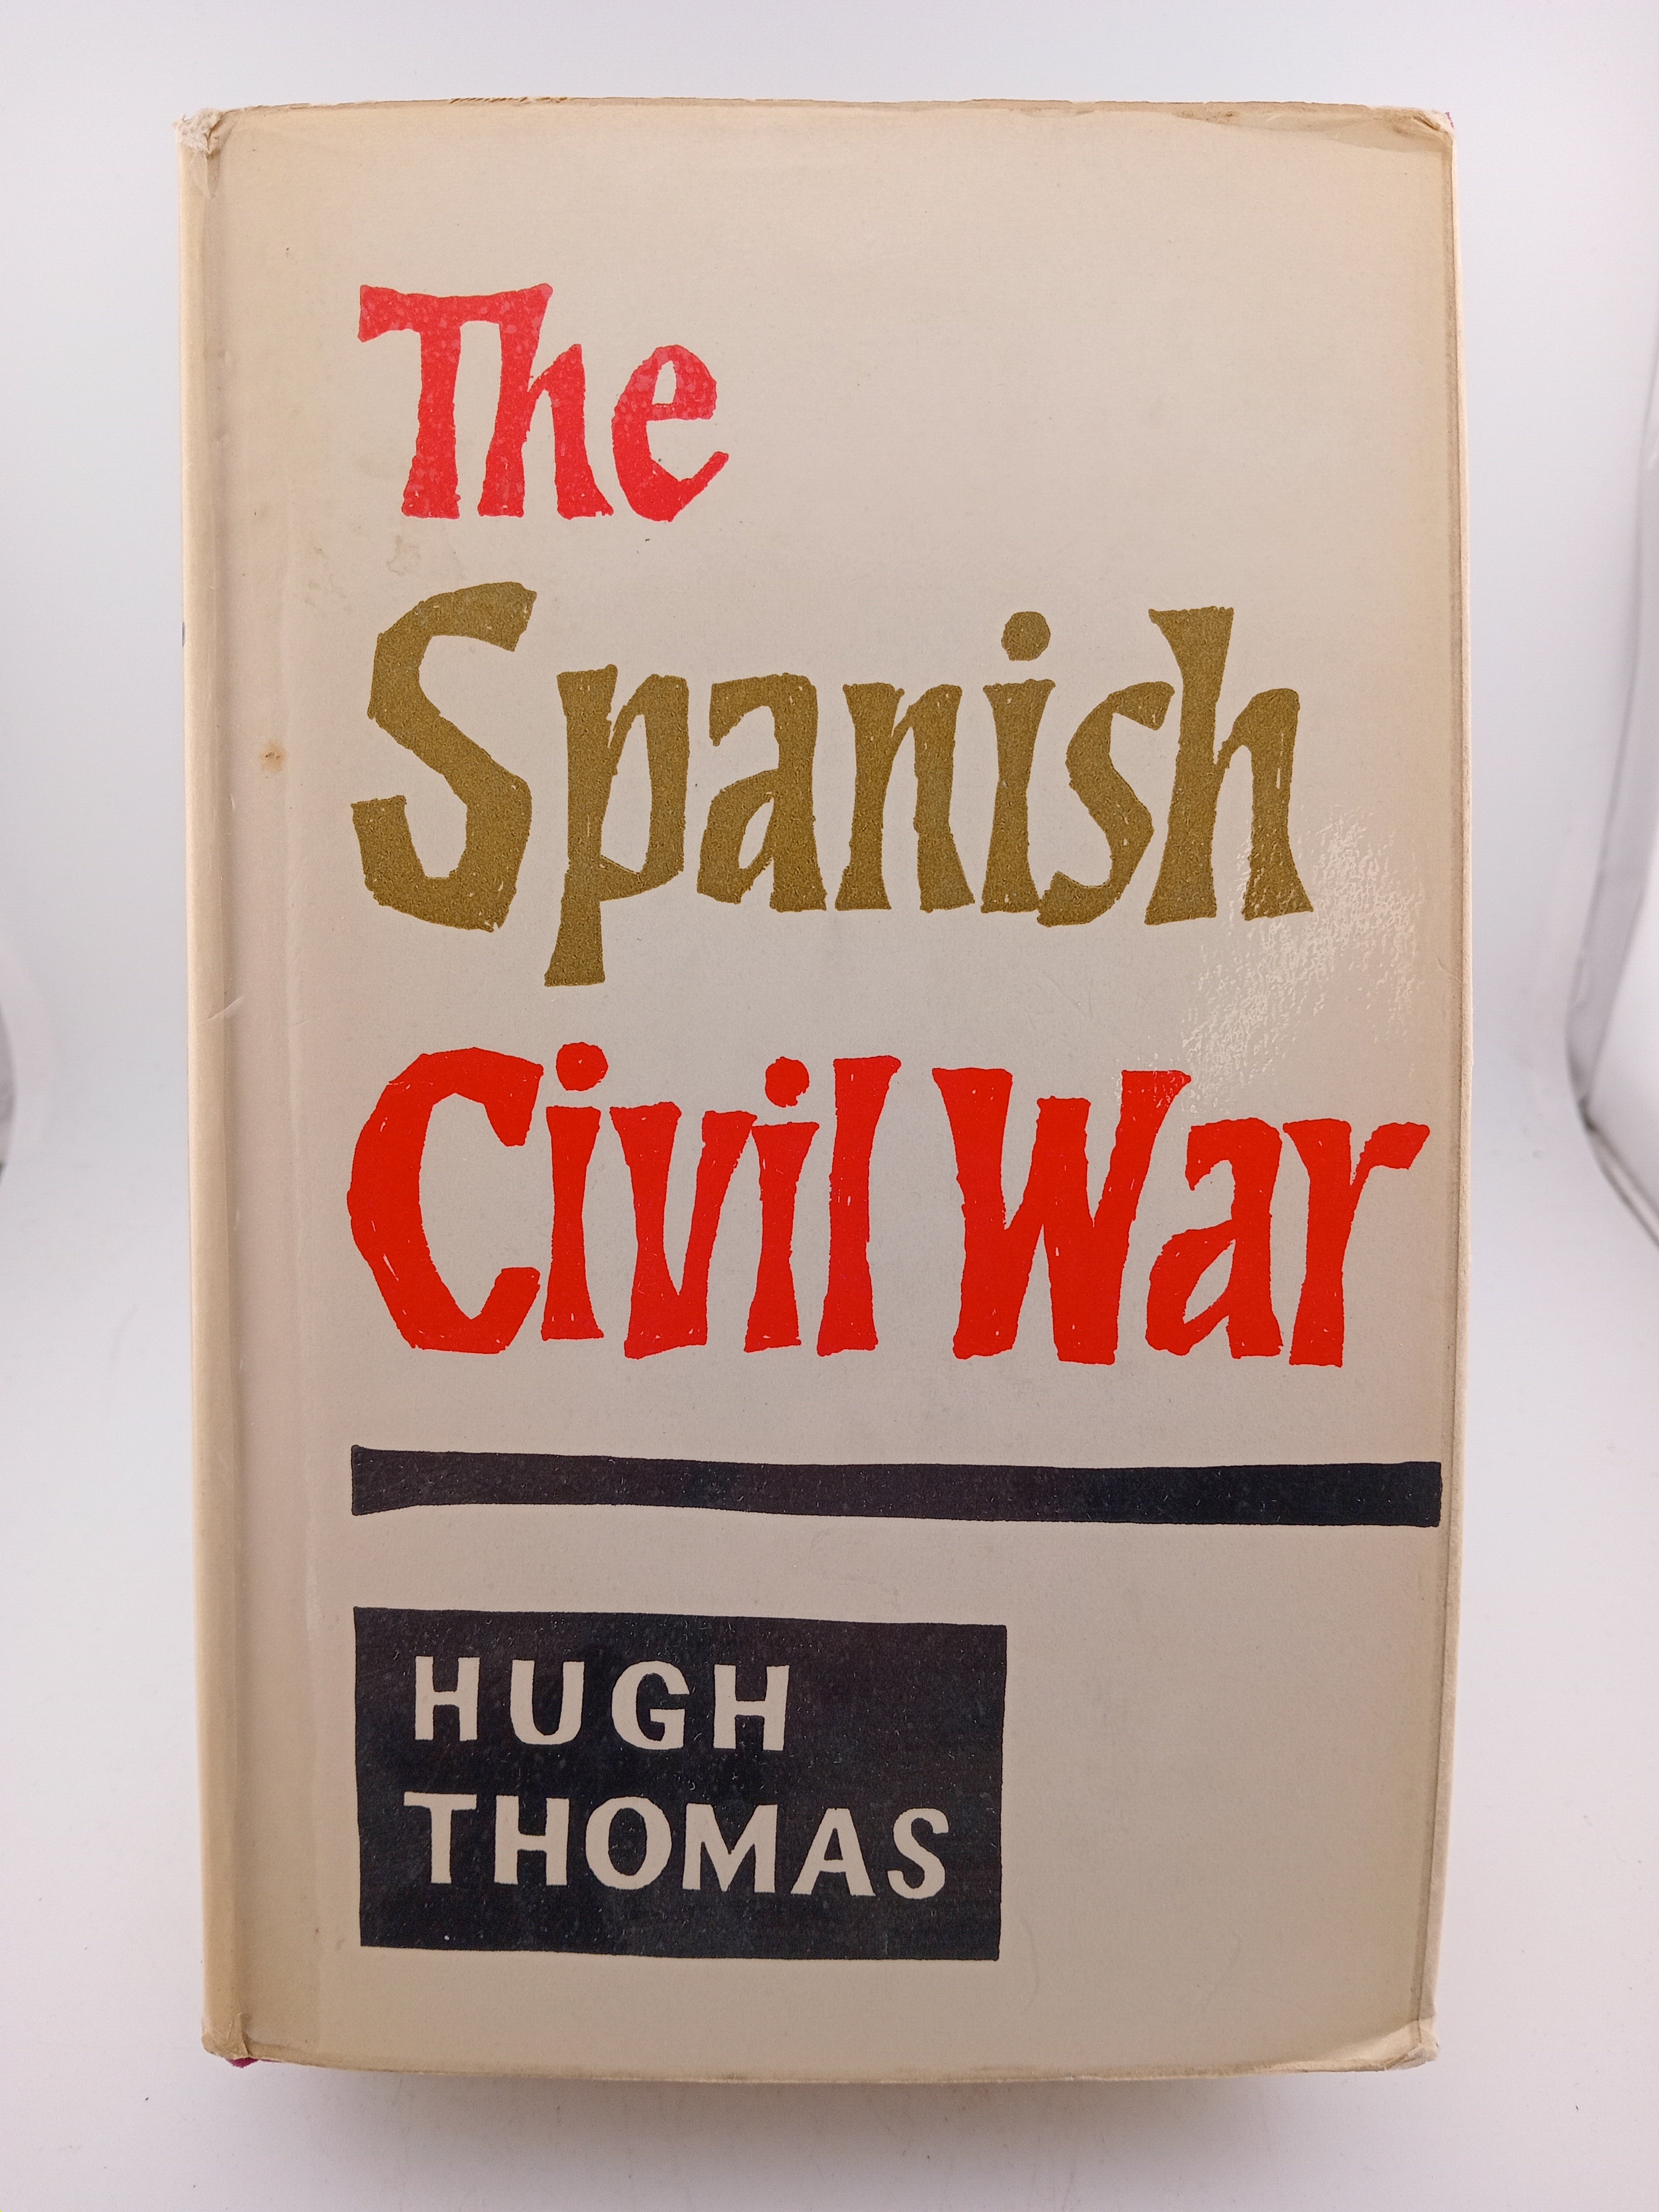 The
Spanish
Civil War
HUGH
THOMAS